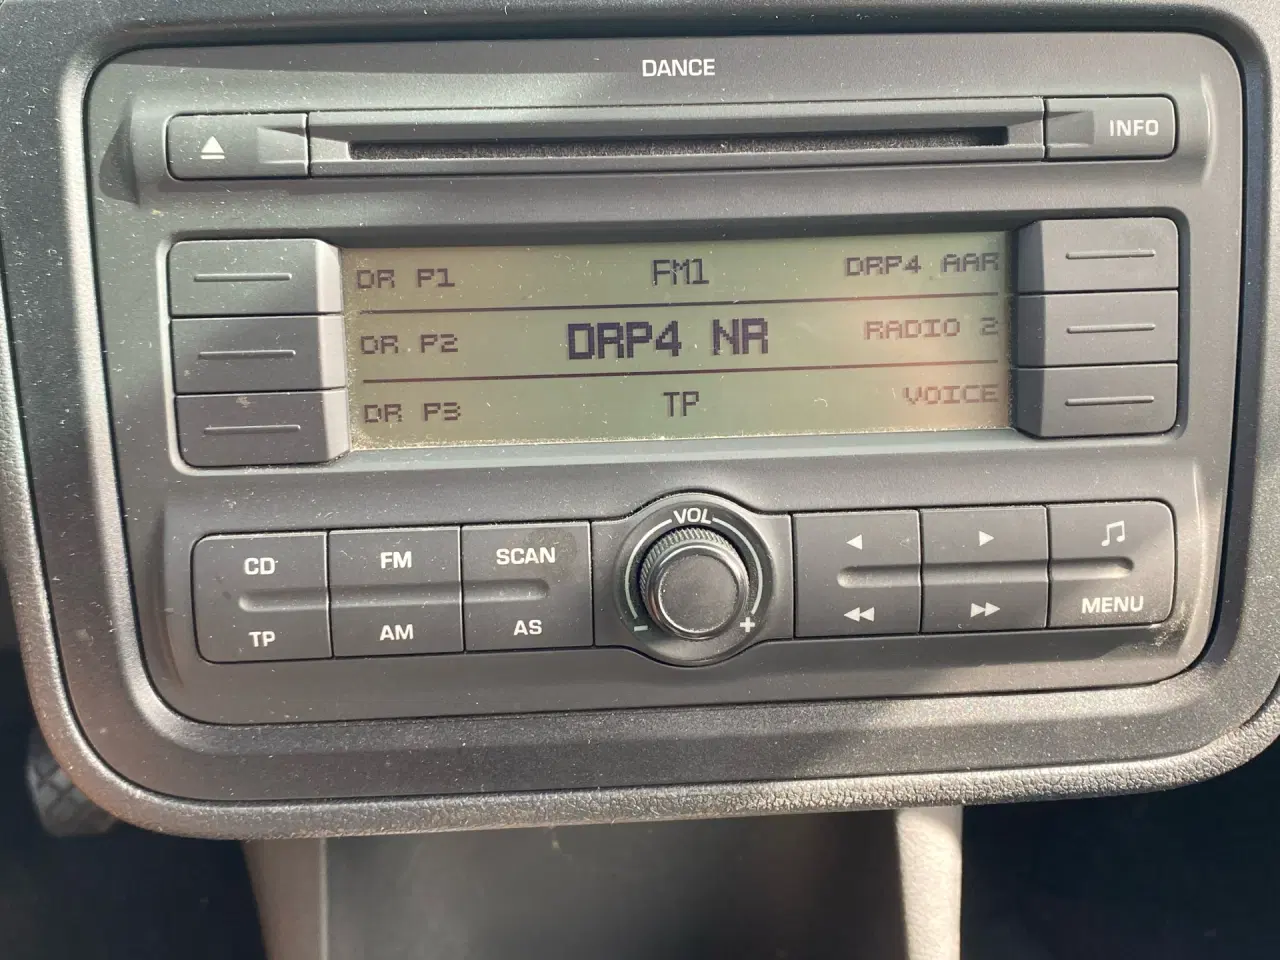 DANCE
INFO
DR P1 FM1 DRP4 AAR
DR P2 DRP4 NR RADIO 2
DR P3 TP VOICE
VOL
CD FM SCAN
TP AM AS
- +
MENU